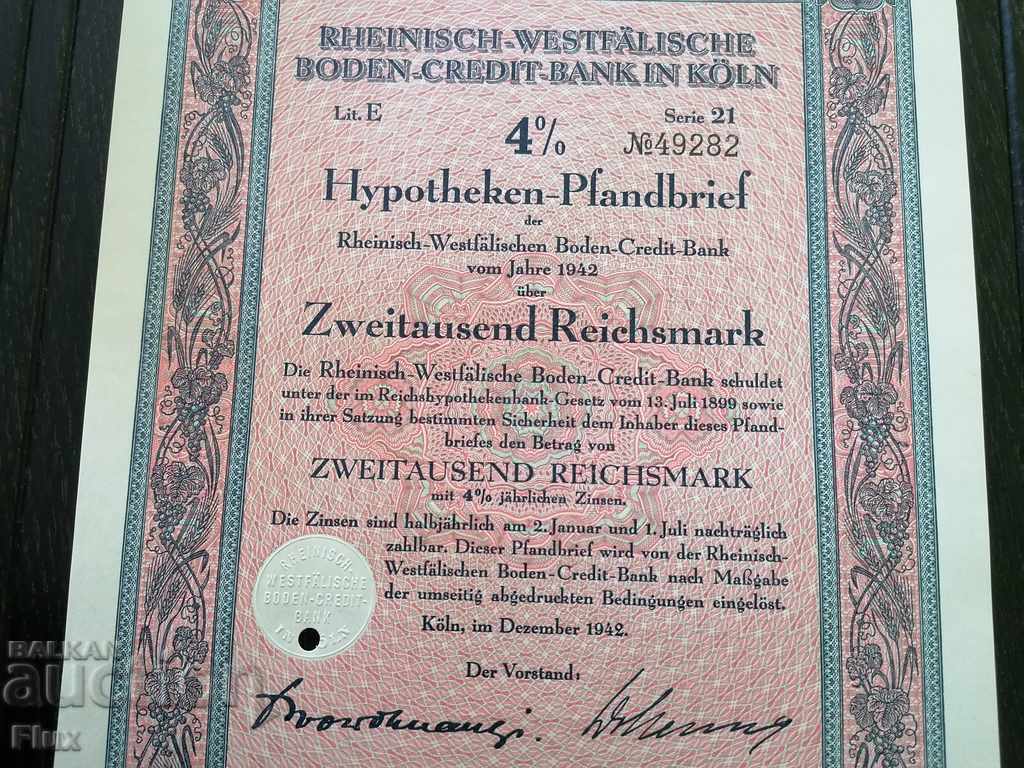 RHEINISCH-WESTFÄLISCHE
BODEN-CREDIT-BANK IN KÖLN
Lit. E
Serie 21
4%
№49282
Hypotheken-Pfandbrief
der
Rheinisch-Westfälischen Boden-Credit-Bank
vom Jahre 1942
über
Zweitausend Reichsmark
Die Rheinisch-Westfälische Boden-Credit-Bank schuldet
unter der im Reichshypothekenbank-Gesetz vom 13. Juli 1899 sowie
in ihrer Satzung bestimmten Sicherheit dem Inhaber dieses Pfand-
briefes den Betrag von
ZWEITAUSEND REICHSMARK
mit 4% jährlichen Zinsen.
Die Zinsen sind halbjährlich am 2. Januar und 1. Juli nachträglich
zahlbar. Dieser Pfandbrief wird von der Rheinisch-
Westfälischen Boden-Credit-Bank nach Maßgabe
der umseitig abgedruckten Bedingungen eingelöst.
Köln, im Dezember 1942.
Der Vorstand:
RHEINISCH-
WESTFÄLISCHE
BODEN-CREDIT-
BANK
BALKAN
auction
Flux